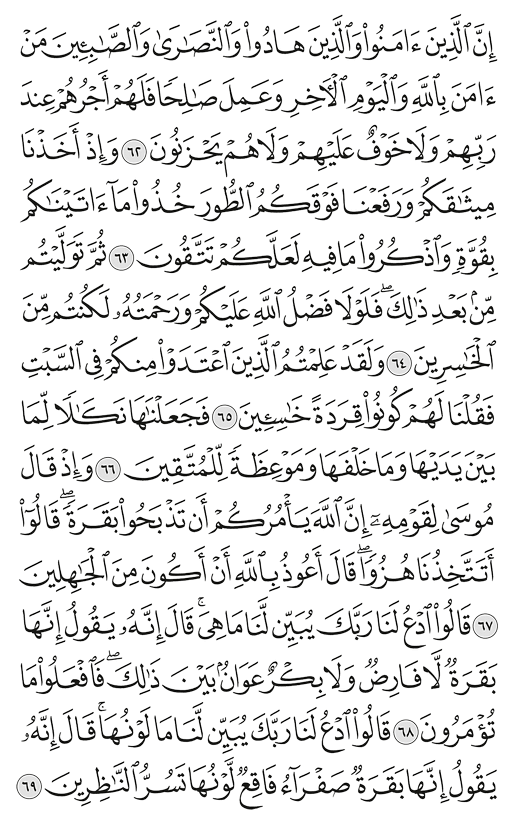 إِنَّ ٱلَّذِينَ ءَامَنُوا۟ وَٱلَّذِينَ هَادُوا۟ وَٱلنَّصَٰرَىٰ وَٱلصَّٰبِـِٔينَ مَنْ
ءَامَنَ بِٱللَّهِ وَٱلْيَوْمِ ٱلْءَاخِرِ وَعَمِلَ صَٰلِحًا فَلَهُمْ أَجْرُهُمْ عِندَ
رَبِّهِمْ وَلَا خَوْفٌ عَلَيْهِمْ وَلَا هُمْ يَحْزَنُونَ ٦٢ وَإِذْ أَخَذْنَا
مِيثَٰقَكُمْ وَرَفَعْنَا فَوْقَكُمُ ٱلطُّورَ خُذُوا۟ مَآ ءَاتَيْنَٰكُم
بِقُوَّةٍ وَٱذْكُرُوا۟ مَا فِيهِ لَعَلَّكُمْ تَتَّقُونَ ٦٣ ثُمَّ تَوَلَّيْتُم
مِّنۢ بَعْدِ ذَٰلِكَ ۖ فَلَوْلَا فَضْلُ ٱللَّهِ عَلَيْكُمْ وَرَحْمَتُهُۥ لَكُنتُم مِّنَ
ٱلْخَٰسِرِينَ ٦٤ وَلَقَدْ عَلِمْتُمُ ٱلَّذِينَ ٱعْتَدَوْا۟ مِنكُمْ فِى ٱلسَّبْتِ
فَقُلْنَا لَهُمْ كُونُوا۟ قِرَدَةً خَٰسِـِٔينَ ٦٥ فَجَعَلْنَٰهَا نَكَٰلًا لِّمَا
بَيْنَ يَدَيْهَا وَمَا خَلْفَهَا وَمَوْعِظَةً لِّلْمُتَّقِينَ ٦٦ وَإِذْ قَالَ
مُوسَىٰ لِقَوْمِهِۦٓ إِنَّ ٱللَّهَ يَأْمُرُكُمْ أَن تَذْبَحُوا۟ بَقَرَةً ۖ قَالُوٓا۟
أَتَتَّخِذُنَا هُزُوًا ۖ قَالَ أَعُوذُ بِٱللَّهِ أَنْ أَكُونَ مِنَ ٱلْجَٰهِلِينَ
٦٧ قَالُوا۟ ٱدْعُ لَنَا رَبَّكَ يُبَيِّن لَّنَا مَا هِىَ ۚ قَالَ إِنَّهُۥ يَقُولُ إِنَّهَا
بَقَرَةٌ لَّا فَارِضٌ وَلَا بِكْرٌ عَوَانٌۢ بَيْنَ ذَٰلِكَ ۖ فَٱفْعَلُوا۟ مَا
تُؤْمَرُونَ ٦٨ قَالُوا۟ ٱدْعُ لَنَا رَبَّكَ يُبَيِّن لَّنَا مَا لَوْنُهَا ۚ قَالَ إِنَّهُۥ
يَقُولُ إِنَّهَا بَقَرَةٌ صَفْرَآءُ فَاقِعٌ لَّوْنُهَا تَسُرُّ ٱلنَّٰظِرِينَ ٦٩